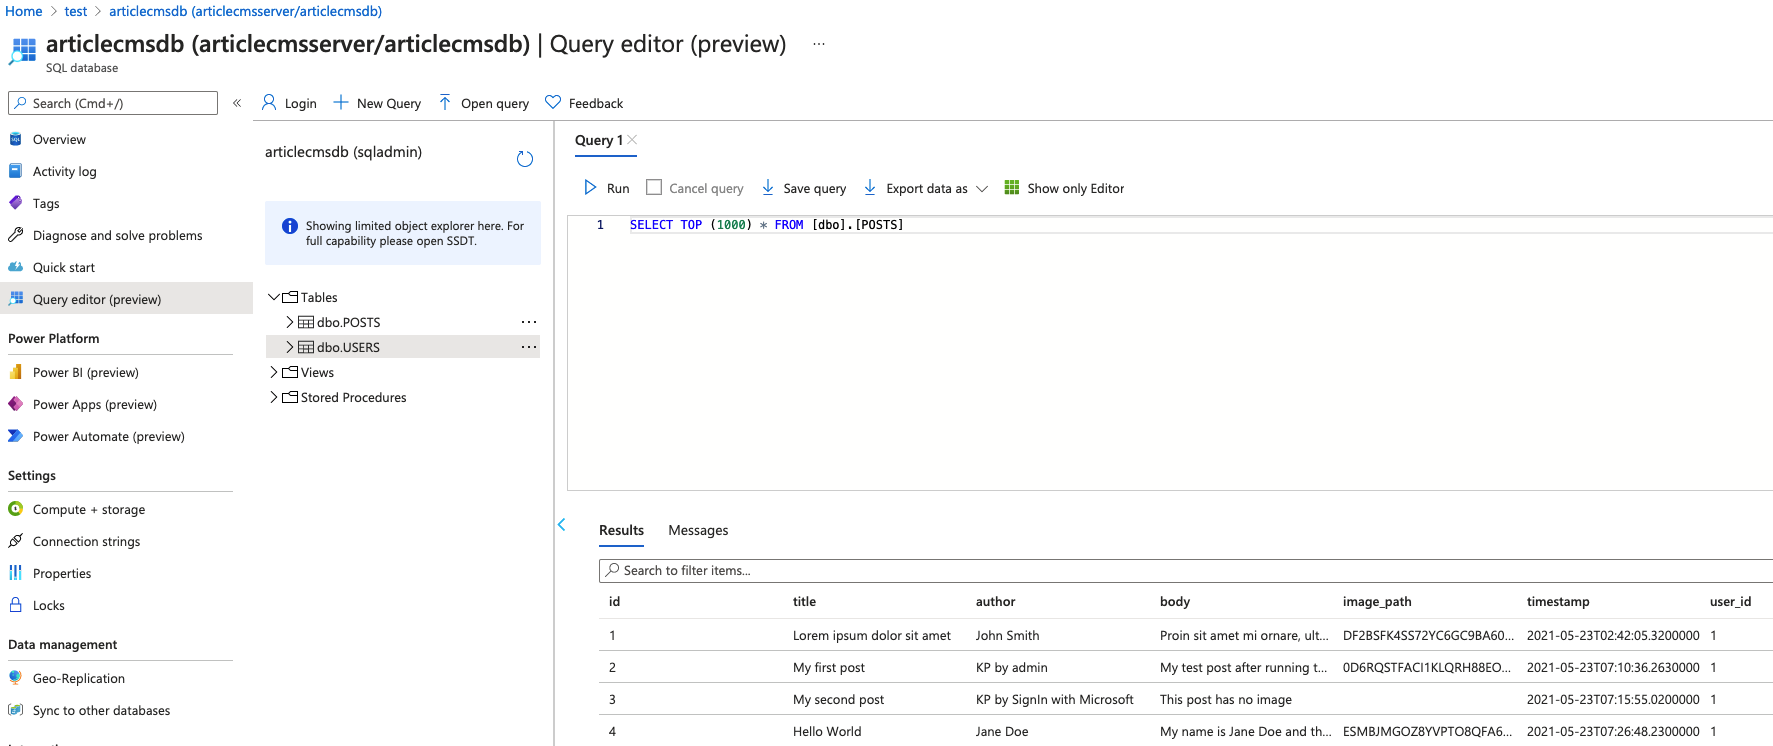 Home > test > articlecmsdb (articlecmsserver/articlecmsdb)
articlecmsdb (articlecmsserver/articlecmsdb) | Query editor (preview) ...
SQL database
Search (Cmd+/)
«
Login
New Query
Open query
Feedback
Overview
Activity log
Tags
Diagnose and solve problems
Quick start
Query editor (preview)
Power Platform
Power BI (preview)
Power Apps (preview)
Power Automate (preview)
Settings
Compute + storage
Connection strings
Properties
Locks
Data management
Geo-Replication
Sync to other databases
articlecmsdb (sqladmin)
Showing limited object explorer here. For
full capability please open SSDT.
Tables
dbo.POSTS ...
dbo.USERS ...
Views
Stored Procedures
Query 1
Run
Cancel query
Save query
Export data as
Show only Editor
1 SELECT TOP (1000) * FROM [dbo].[POSTS]
Results
Messages
Search to filter items...
id title author body image_path timestamp user_id
1 Lorem ipsum dolor sit amet John Smith Proin sit amet mi ornare, ult... DF2BSFK4SS72YC6GC9BA60... 2021-05-23T02:42:05.3200000 1
2 My first post KP by admin My test post after running t... 0D6RQSTFACI1KLQRH88EO... 2021-05-23T07:10:36.2630000 1
3 My second post KP by SignIn with Microsoft This post has no image 2021-05-23T07:15:55.0200000 1
4 Hello World Jane Doe My name is Jane Doe and th... ESMBJMGOZ8YVPTO8QFA6... 2021-05-23T07:26:48.2300000 1